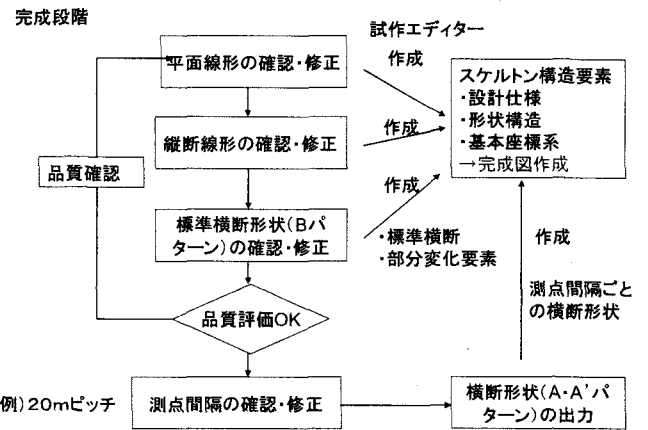 完成段階
試作エディター
平面線形の確認・修正
作成
スケルトン構造要素
・設計仕様
・形状構造
・基本座標系
→完成図作成
縦断線形の確認・修正
作成
品質確認
作成
標準横断形状(Bパ
ターン)の確認・修正
・標準横断
・部分変化要素
作成
測点間隔ごと
の横断形状
品質評価OK
例)20mピッチ
測点間隔の確認・修正
横断形状(A・A'パ
ターン)の出力